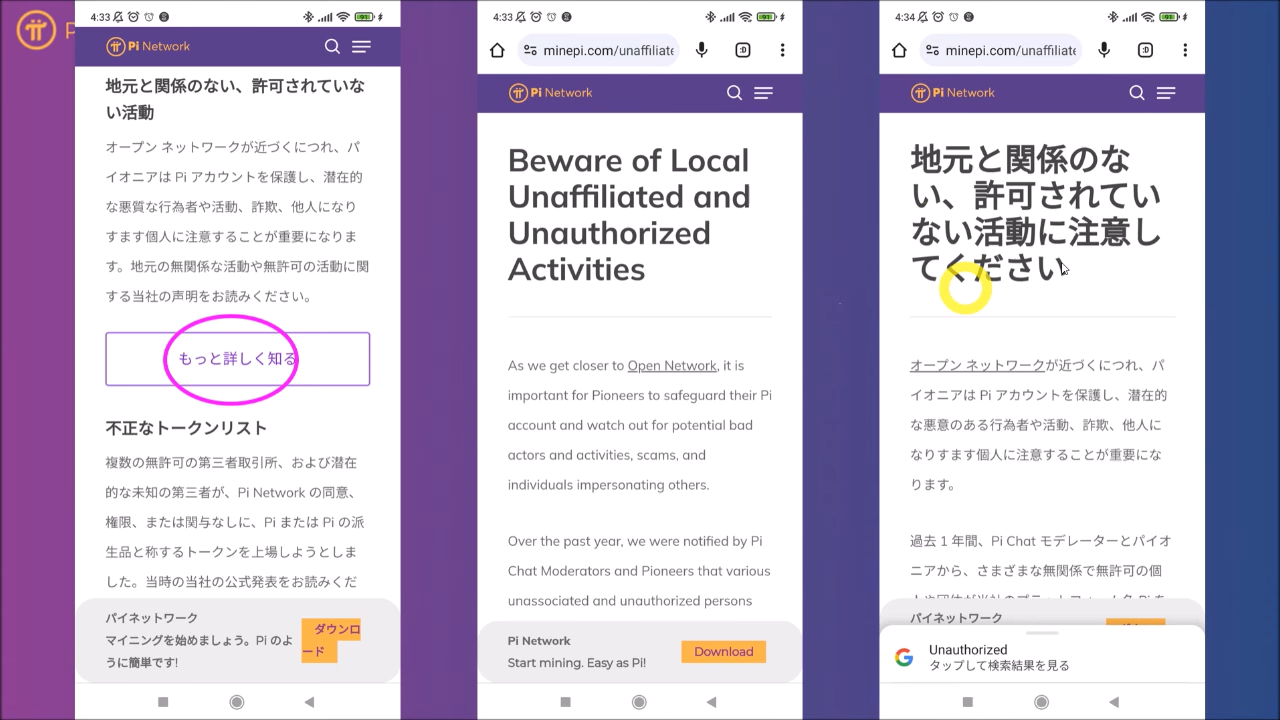 P
4:33
91
Pi Network
地元と関係のない、許可されていな
い活動
オープン ネットワークが近づくにつれ、パ
イオニアは Pi アカウントを保護し、潜在的
な悪質な行為者や活動、詐欺、他人になり
すます個人に注意することが重要になりま
す。地元の無関係な活動や無許可の活動に関
する当社の声明をお読みください。
もっと詳しく知る
不正なトークンリスト
複数の無許可の第三者取引所、および潜在
的な未知の第三者が、Pi Network の同意、
権限、または関与なしに、Pi または Pi の派
生品と称するトークンを上場しようとしま
した。当時の当社の公式発表をお読みくだ
パイネットワーク
マイニングを始めましょう。Pi のよ
うに簡単です!
ダウンロ
ード
4:33
91
minepi.com/unaffiliate
:D
Pi Network
Beware of Local
Unaffiliated and
Unauthorized
Activities
As we get closer to Open Network, it is
important for Pioneers to safeguard their Pi
account and watch out for potential bad
actors and activities, scams, and
individuals impersonating others.
Over the past year, we were notified by Pi
Chat Moderators and Pioneers that various
unassociated and unauthorized persons
Pi Network
Start mining. Easy as Pi!
Download
4:34
91
minepi.com/unaffiliate
:D
Pi Network
地元と関係のな
い、許可されてい
ない活動に注意し
てください
オープン ネットワークが近づくにつれ、パ
イオニアは Pi アカウントを保護し、潜在的
な悪意のある行為者や活動、詐欺、他人に
なりすます個人に注意することが重要にな
ります。
過去 1 年間、Pi Chat モデレーターとパイオ
ニアから、さまざまな無関係で無許可の個
パイネットワーク
Unauthorized
タップして検索結果を見る